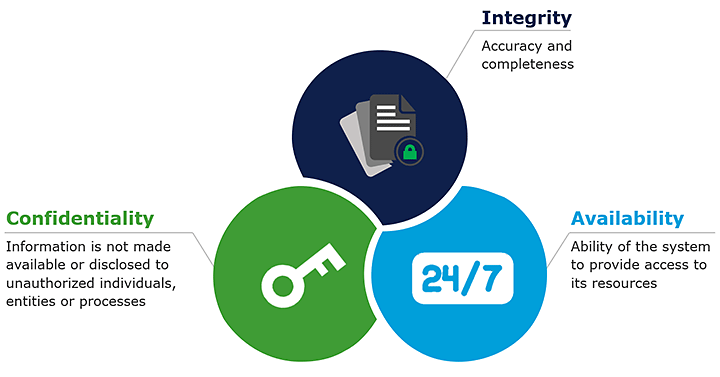 Integrity
Accuracy and
completeness
Confidentiality
Information is not made
available or disclosed to
unauthorized individuals,
entities or processes
24/7
Availability
Ability of the system
to provide access to
its resources